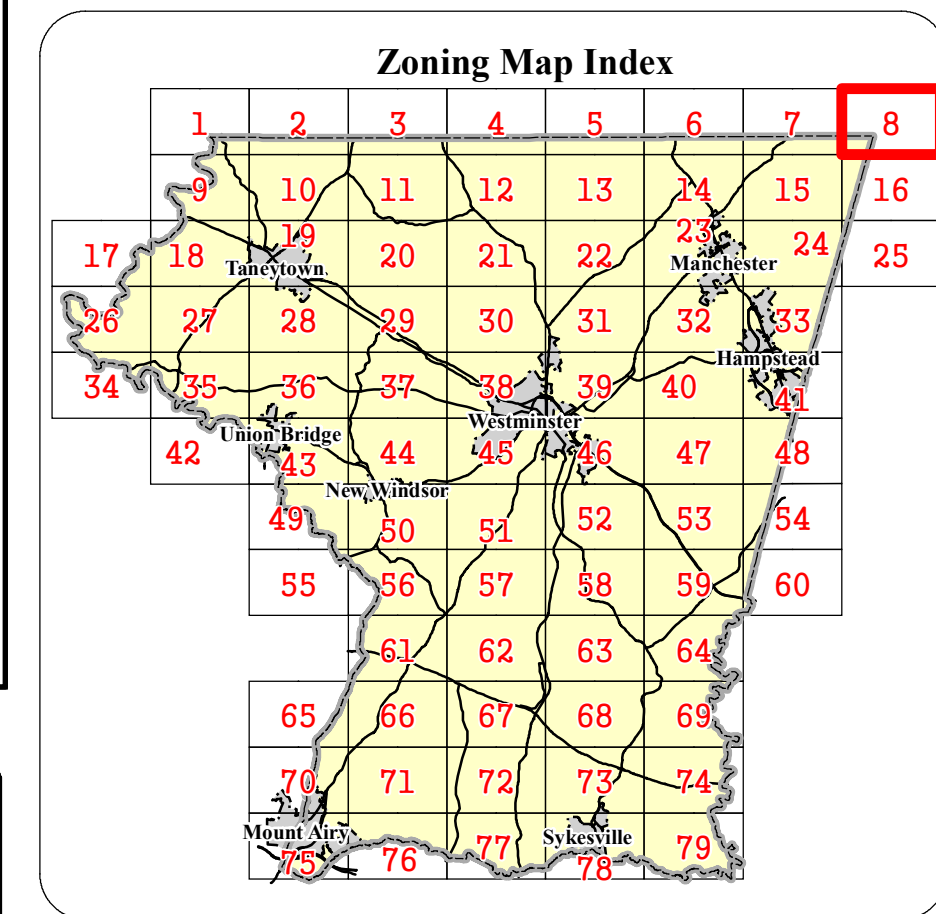 Zoning Map Index
1 2 3 4 5 6 7 8
9 10 11 12 13 14 15 16
17 18 19 20 21 22 23 24 25
Taneytown
Manchester
26 27 28 29 30 31 32 33
Hampstead
34 35 36 37 38 39 40 41
Westminster
Union Bridge
42 43 44 45 46 47 48
New Windsor
49 50 51 52 53 54
55 56 57 58 59 60
61 62 63 64
65 66 67 68 69
70 71 72 73 74
Mount Airy
Sykesville
75 76 77 78 79